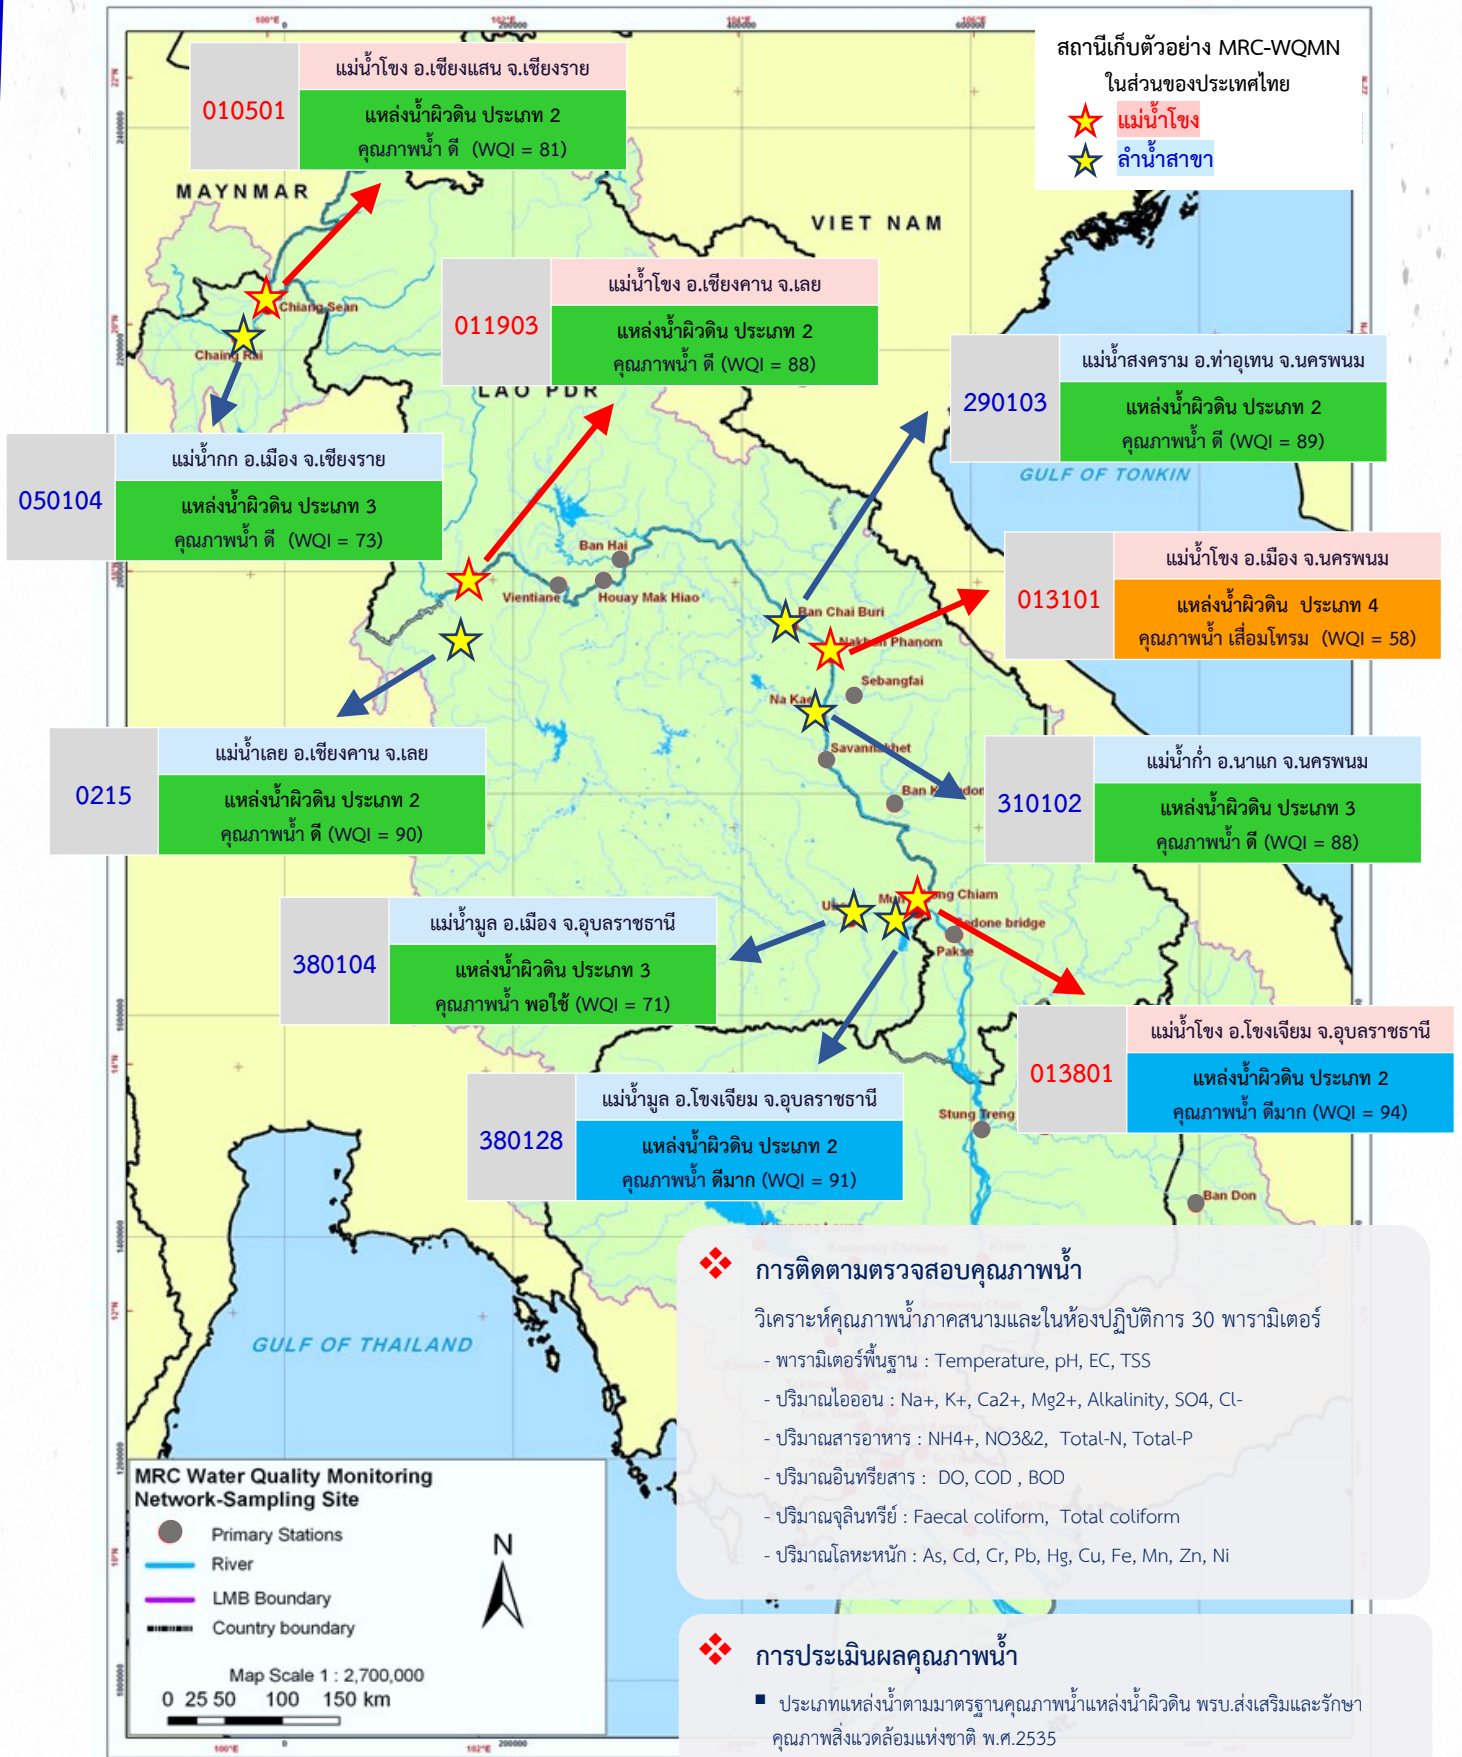 สถานีเก็บตัวอย่าง MRC-WQMN
ในส่วนของประเทศไทย
แม่น้ำโขง
ลำน้ำสาขา
010501
แม่น้ำโขง อ.เชียงแสน จ.เชียงราย
แหล่งน้ำผิวดิน ประเภท 2
คุณภาพน้ำ ดี (WQI = 81)
MAYNMAR
VIET NAM
Chiang Sean
Chaing Rai
011903
แม่น้ำโขง อ.เชียงคาน จ.เลย
แหล่งน้ำผิวดิน ประเภท 2
คุณภาพน้ำ ดี (WQI = 88)
LAO PDR
290103
แม่น้ำสงคราม อ.ท่าอุเทน จ.นครพนม
แหล่งน้ำผิวดิน ประเภท 2
คุณภาพน้ำ ดี (WQI = 89)
GULF OF TONKIN
050104
แม่น้ำกก อ.เมือง จ.เชียงราย
แหล่งน้ำผิวดิน ประเภท 3
คุณภาพน้ำ ดี (WQI = 73)
Ban Hai
Vientiane
Houay Mak Hiao
013101
แม่น้ำโขง อ.เมือง จ.นครพนม
แหล่งน้ำผิวดิน ประเภท 4
คุณภาพน้ำ เสื่อมโทรม (WQI = 58)
Ban Chai Buri
Nakhon Phanom
Sebangfai
Na Kae
Savannakhet
0215
แม่น้ำเลย อ.เชียงคาน จ.เลย
แหล่งน้ำผิวดิน ประเภท 2
คุณภาพน้ำ ดี (WQI = 90)
310102
แม่น้ำก่ำ อ.นาแก จ.นครพนม
แหล่งน้ำผิวดิน ประเภท 3
คุณภาพน้ำ ดี (WQI = 88)
380104
แม่น้ำมูล อ.เมือง จ.อุบลราชธานี
แหล่งน้ำผิวดิน ประเภท 3
คุณภาพน้ำ พอใช้ (WQI = 71)
Pakse
013801
แม่น้ำโขง อ.โขงเจียม จ.อุบลราชธานี
แหล่งน้ำผิวดิน ประเภท 2
คุณภาพน้ำ ดีมาก (WQI = 94)
380128
แม่น้ำมูล อ.โขงเจียม จ.อุบลราชธานี
แหล่งน้ำผิวดิน ประเภท 2
คุณภาพน้ำ ดีมาก (WQI = 91)
Stung Treng
Ban Don
GULF OF THAILAND
การติดตามตรวจสอบคุณภาพน้ำ
วิเคราะห์คุณภาพน้ำภาคสนามและในห้องปฏิบัติการ 30 พารามิเตอร์
- พารามิเตอร์พื้นฐาน : Temperature, pH, EC, TSS
- ปริมาณไอออน : Na+, K+, Ca2+, Mg2+, Alkalinity, SO4, Cl-
- ปริมาณสารอาหาร : NH4+, NO3&2, Total-N, Total-P
- ปริมาณอินทรียสาร : DO, COD , BOD
- ปริมาณจุลินทรีย์ : Faecal coliform, Total coliform
- ปริมาณโลหะหนัก : As, Cd, Cr, Pb, Hg, Cu, Fe, Mn, Zn, Ni
MRC Water Quality Monitoring
Network-Sampling Site
Primary Stations
River
LMB Boundary
Country boundary
N
Map Scale 1 : 2,700,000
0 25 50 100 150 km
การประเมินผลคุณภาพน้ำ
■ ประเภทแหล่งน้ำตามมาตรฐานคุณภาพน้ำแหล่งน้ำผิวดิน พรบ.ส่งเสริมและรักษา
คุณภาพสิ่งแวดล้อมแห่งชาติ พ.ศ.2535